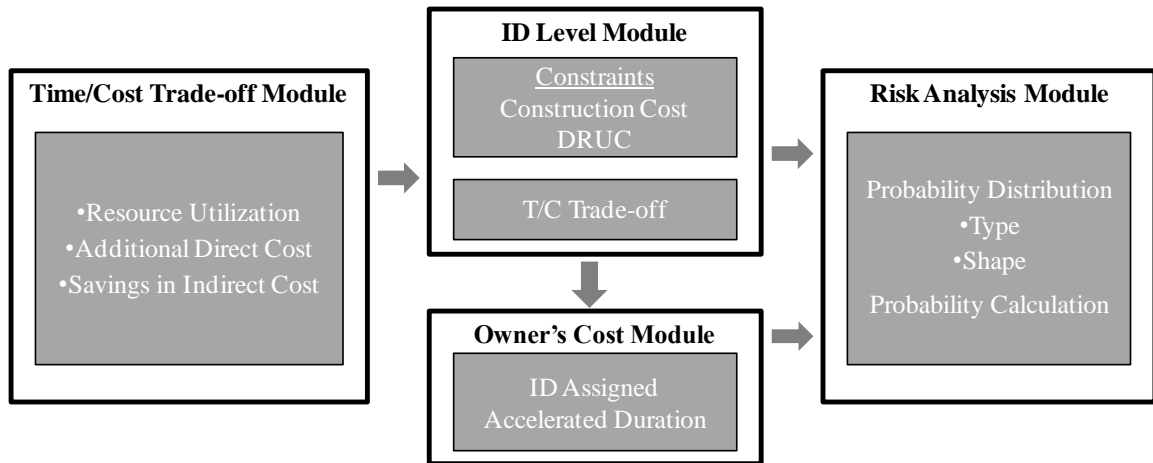 Time/Cost Trade-off Module
•Resource Utilization
•Additional Direct Cost
•Savings in Indirect Cost
ID Level Module
Constraints
Construction Cost
DRUC
T/C Trade-off
Owner’s Cost Module
ID Assigned
Accelerated Duration
Risk Analysis Module
Probability Distribution
•Type
•Shape
Probability Calculation